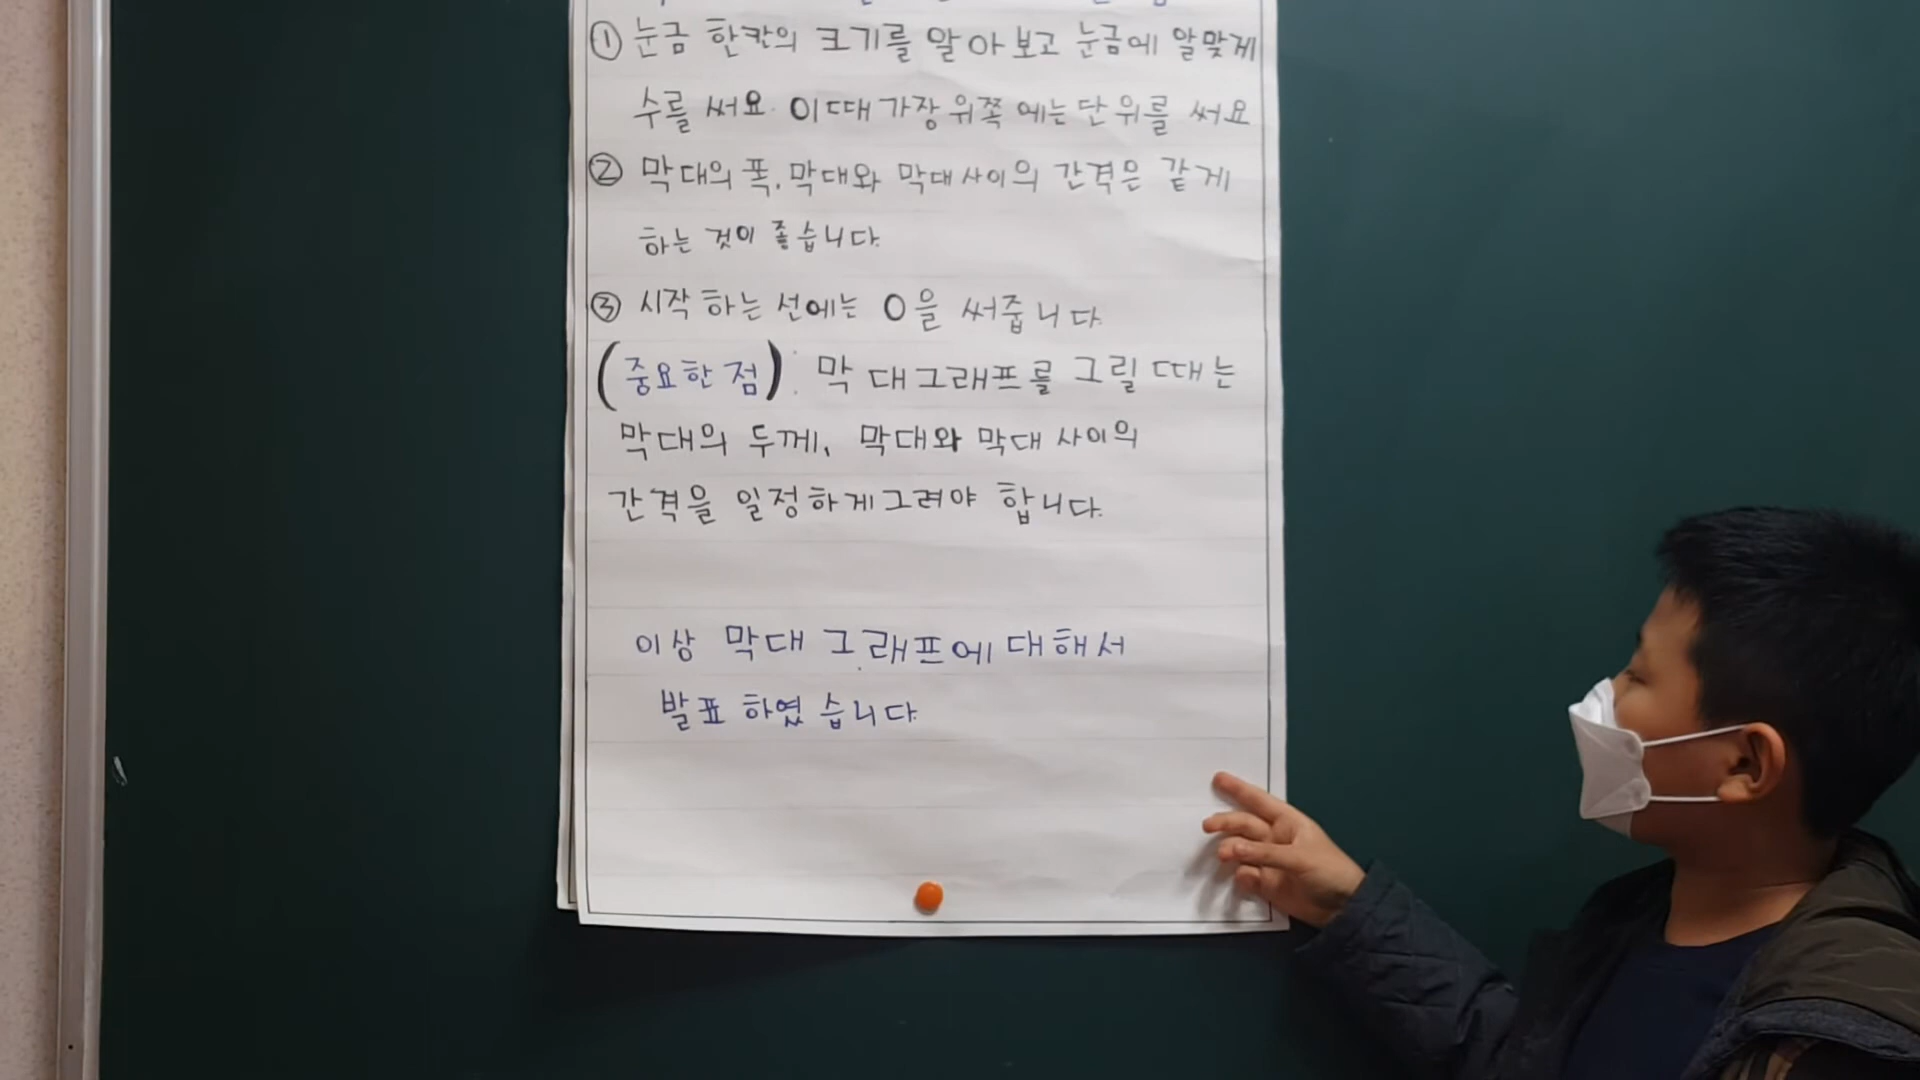 ① 눈금 한칸의 크기를 알아보고 눈금에 알맞게
수를 써요. 이때 가장 위쪽에는 단위를 써요
② 막대의 폭, 막대와 막대사이의 간격은 같게
하는 것이 좋습니다.
③ 시작하는 선에는 0을 써줍니다.
(중요한 점): 막대그래프를 그릴 때는
막대의 두께, 막대와 막대 사이의
간격을 일정하게그려야 합니다.
이상 막대 그래프에 대해서
발표 하였습니다.